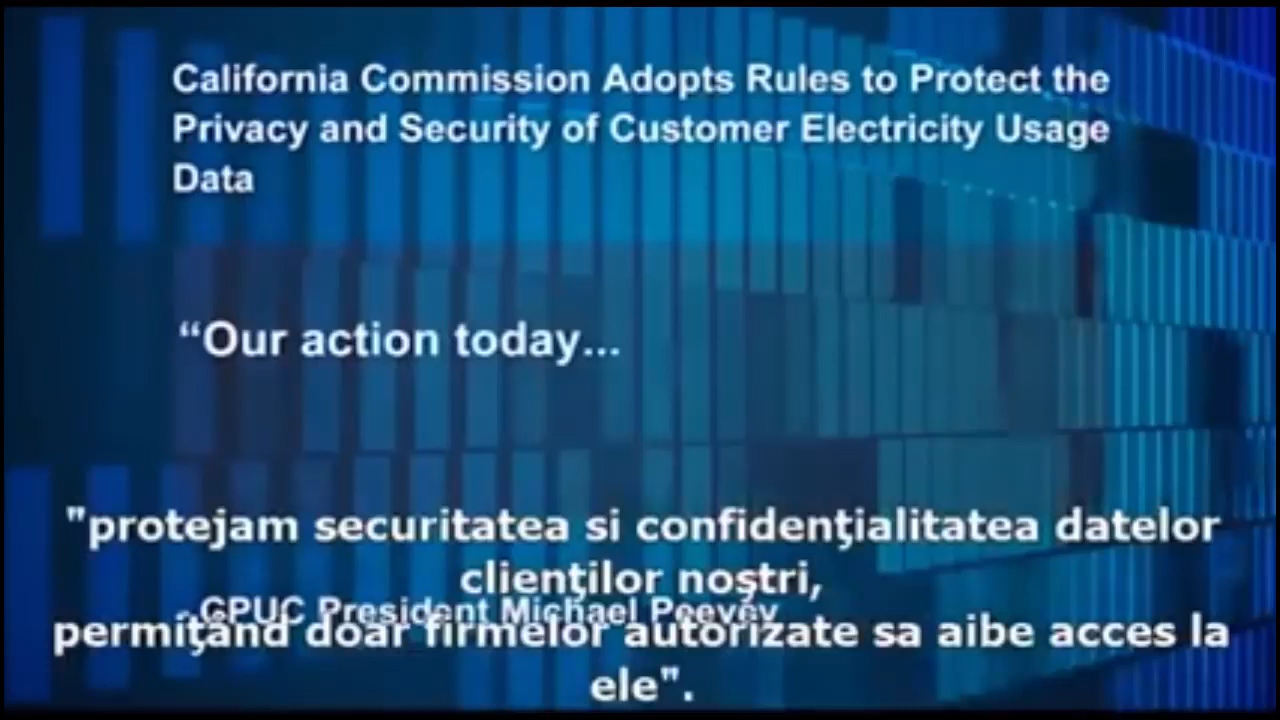 California Commission Adopts Rules to Protect the
Privacy and Security of Customer Electricity Usage
Data
“Our action today...
"protejam securitatea si confidenţialitatea datelor
clienţilor noştri,
- CPUC President Michael Peevey
permiţând doar firmelor autorizate sa aibe acces la
ele".